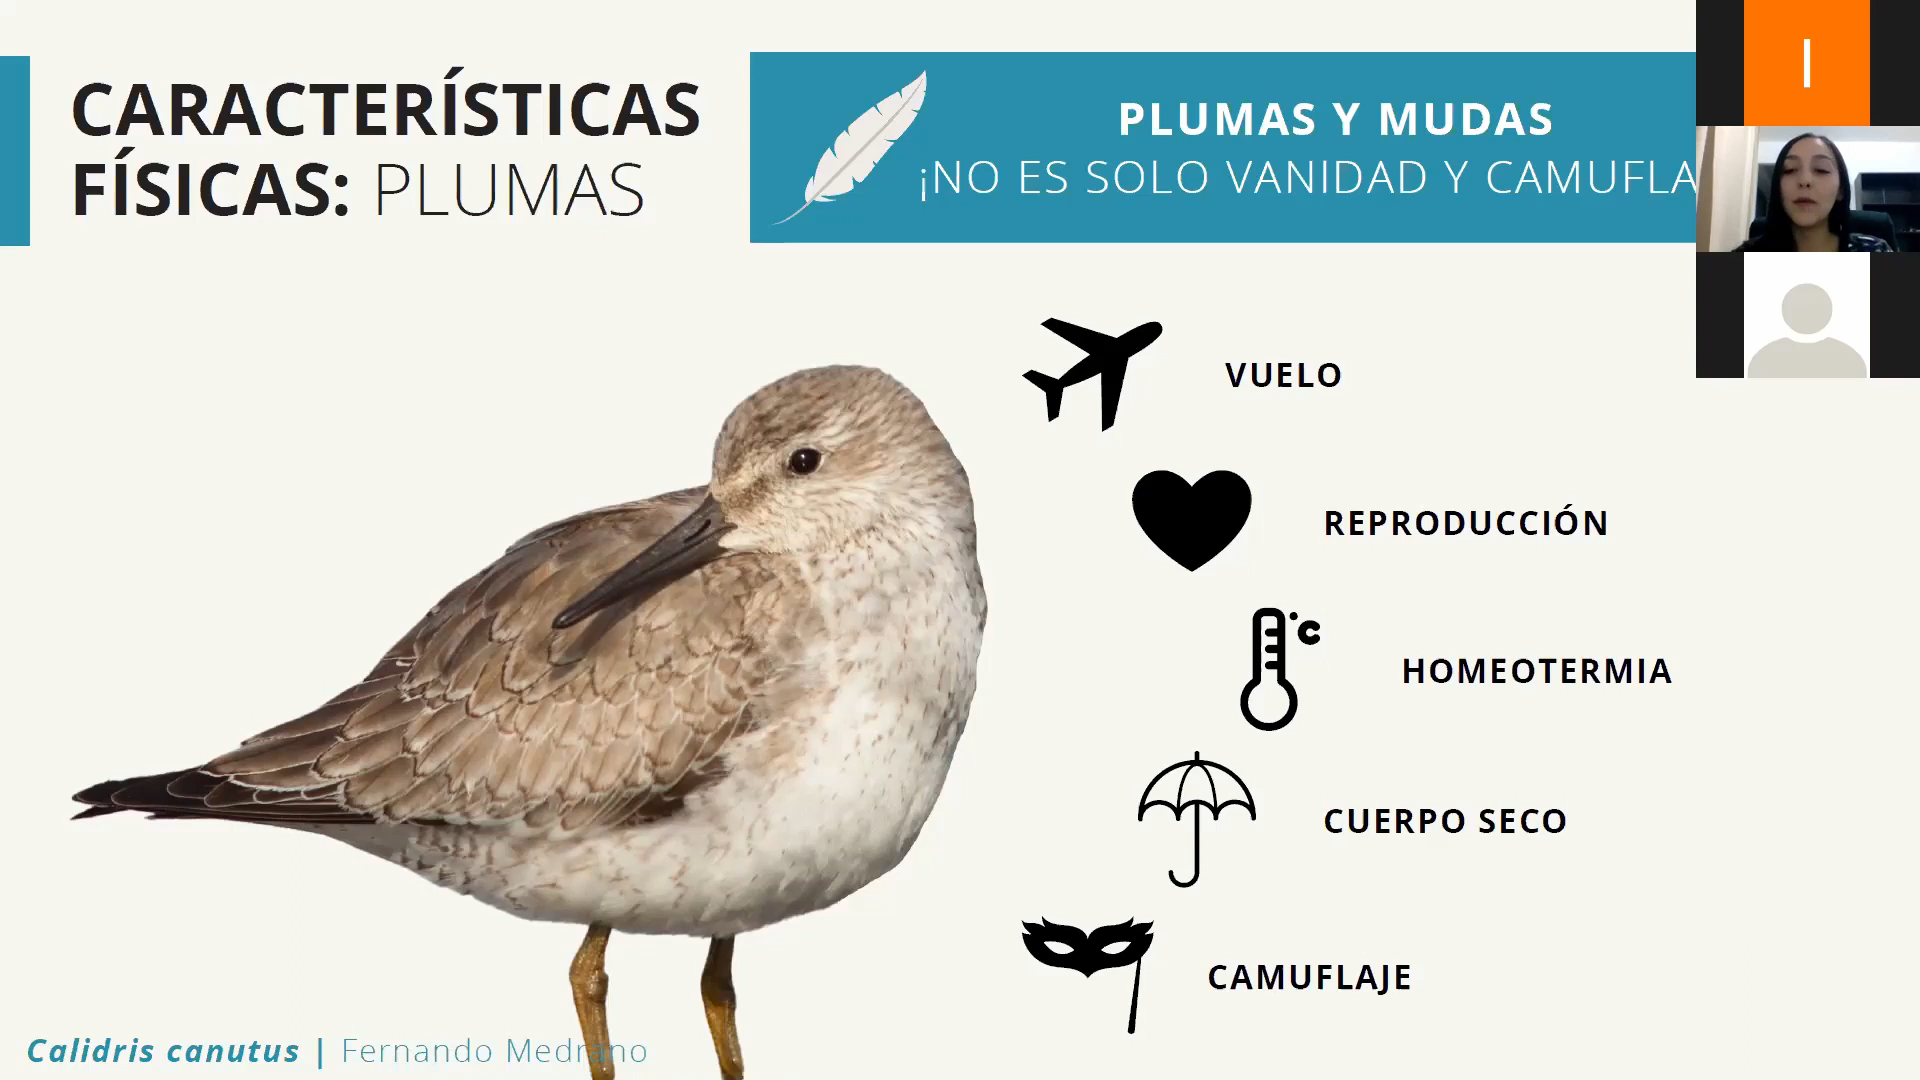 CARACTERÍSTICAS
FÍSICAS: PLUMAS
PLUMAS Y MUDAS
¡NO ES SOLO VANIDAD Y CAMUFLA
I
VUELO
REPRODUCCIÓN
°C
HOMEOTERMIA
CUERPO SECO
CAMUFLAJE
Calidris canutus | Fernando Medrano